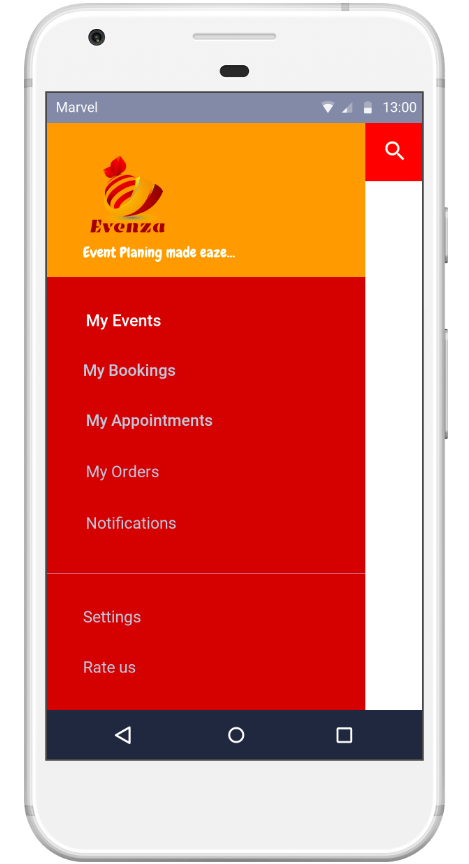 Marvel
13:00
Evenza
Event Planing made eaze...
My Events
My Bookings
My Appointments
My Orders
Notifications
Settings
Rate us